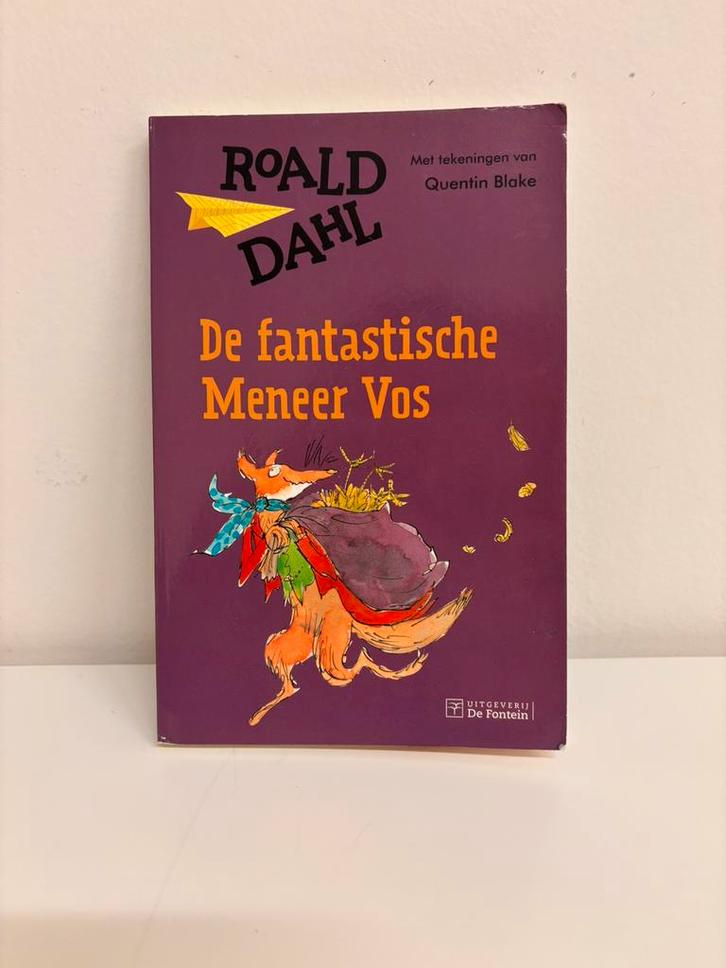 ROALD
DAHL
Met tekeningen van
Quentin Blake
De fantastische
Meneer Vos
UITGEVERIJ
De Fontein